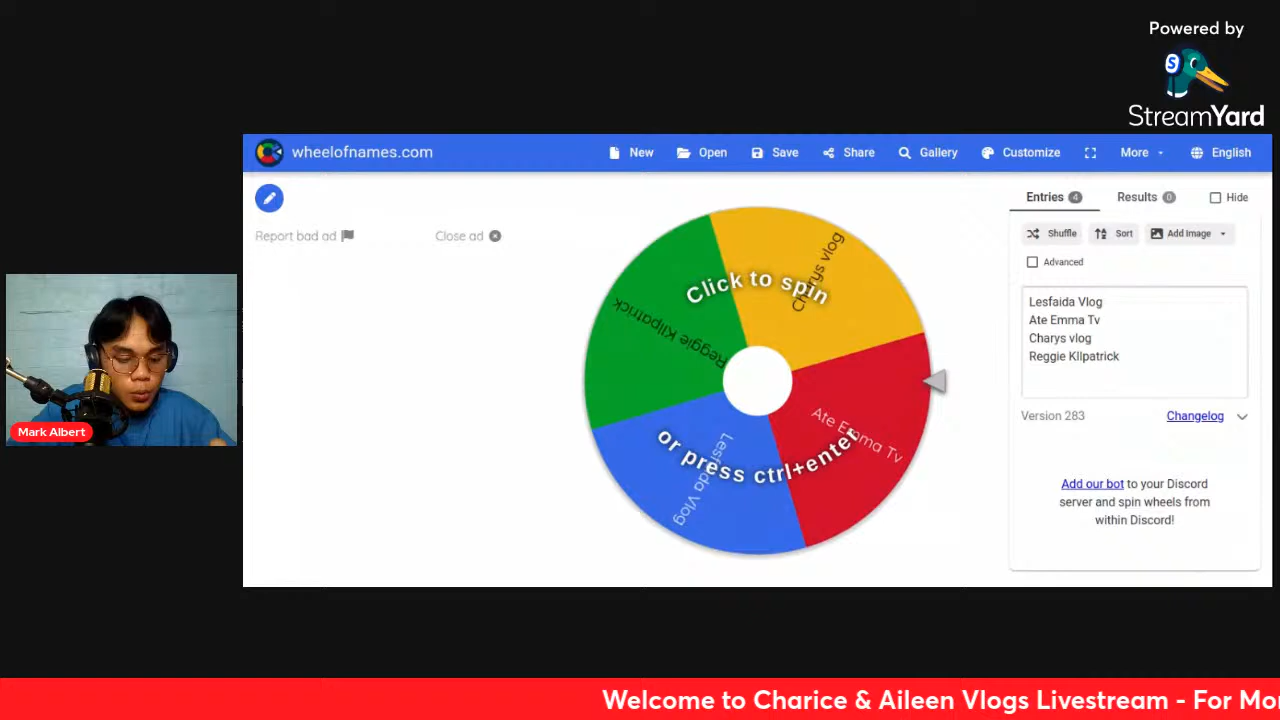 Powered by
StreamYard
wheelofnames.com
New
Open
Save
Share
Gallery
Customize
More
English
Report bad ad
Close ad
Entries 4
Results 0
Hide
Shuffle
Sort
Add Image
Advanced
Lesfaida Vlog
Ate Emma Tv
Charys vlog
Reggie KIlpatrick
Version 283
Changelog
Add our bot to your Discord
server and spin wheels from
within Discord!
Click to spin
or press ctrl+enter
Charys vlog
Reggie KIlpatrick
Ate Emma Tv
Lesfaida Vlog
Mark Albert
Welcome to Charice & Aileen Vlogs Livestream - For Mo